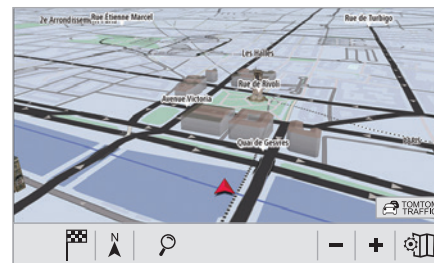 2e Arrondissem
Rue Étienne Marcel
Rue de Turbigo
Les Halles
Rue de Rivoli
Avenue Victoria
Quai de Gesvres
TOMTOM
TRAFFIC
N